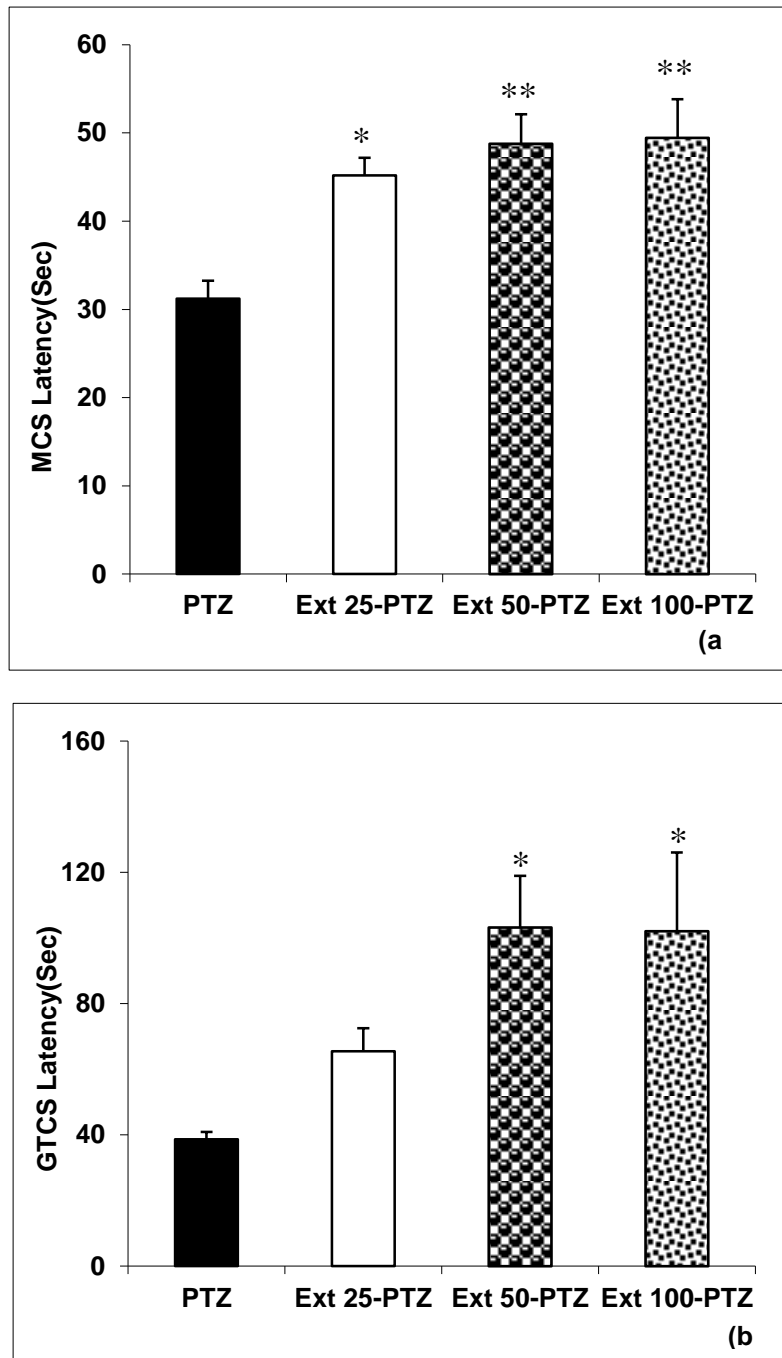 60
50
40
30
20
10
0
MCS Latency(Sec)
*
**
**
PTZ Ext 25-PTZ Ext 50-PTZ Ext 100-PTZ
(a
160
120
80
40
0
GTCS Latency(Sec)
*
*
PTZ Ext 25-PTZ Ext 50-PTZ Ext 100-PTZ
(b